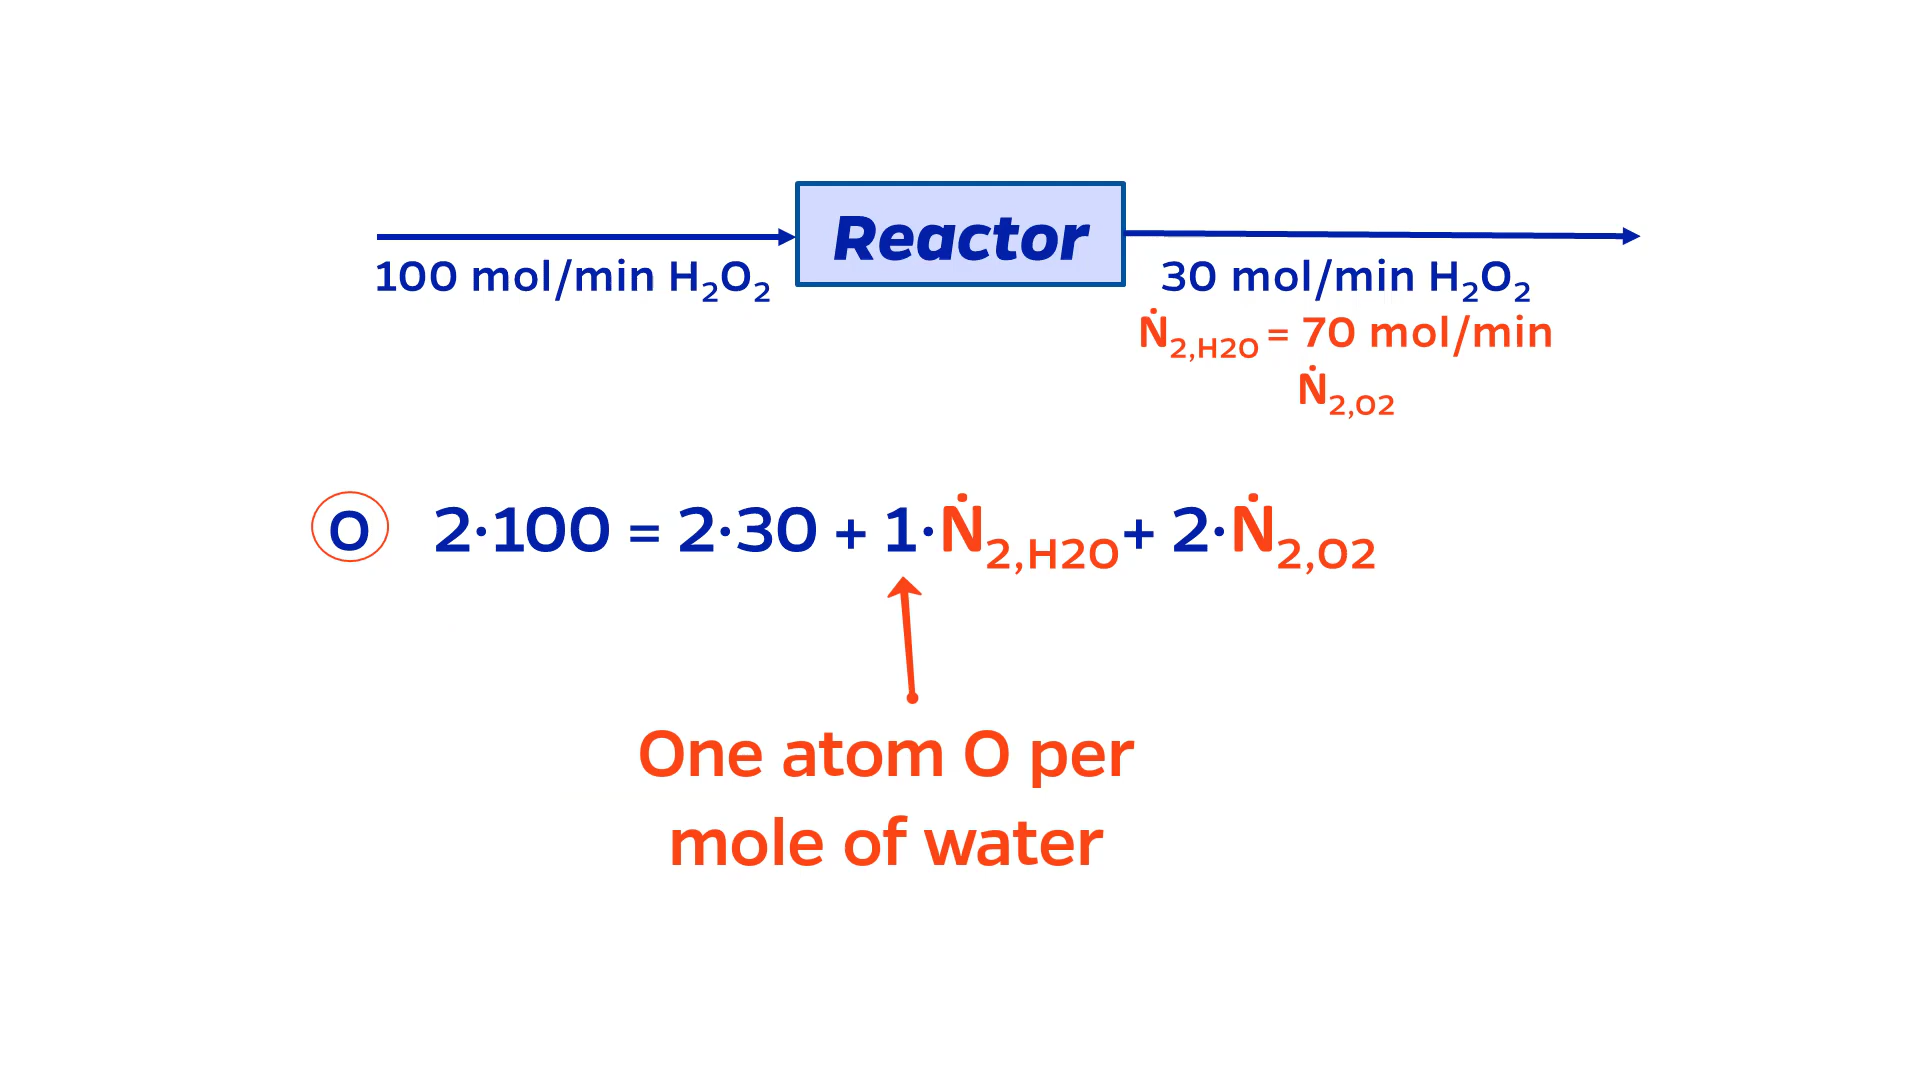 Reactor
100 mol/min H₂O₂
30 mol/min H₂O₂
Ṅ₂,H2O = 70 mol/min
Ṅ₂,O2
O 2·100 = 2·30 + 1·Ṅ₂,H2O + 2·Ṅ₂,O2
One atom O per
mole of water